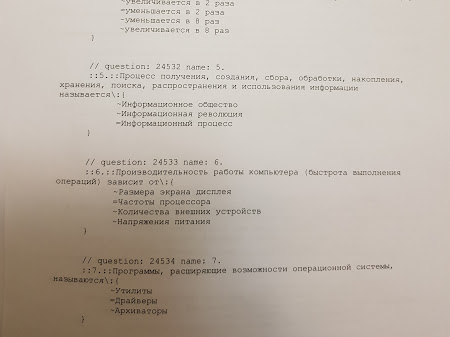 ~увеличивается в 2 раза
=уменьшается в 2 раза
~уменьшается в 8 раз
~увеличивается в 8 раз
}
// question: 24532 name: 5.
::5.::Процесс получения, создания, сбора, обработки, накопления,
хранения, поиска, распространения и использования информации
называется\:{
~Информационное общество
~Информационная революция
=Информационный процесс
}
// question: 24533 name: 6.
::6.::Производительность работы компьютера (быстрота выполнения
операций) зависит от\:{
~Размера экрана дисплея
=Частоты процессора
~Количества внешних устройств
~Напряжения питания
}
// question: 24534 name: 7.
::7.::Программы, расширяющие возможности операционной системы,
называются\:{
~Утилиты
=Драйверы
~Архиваторы
}